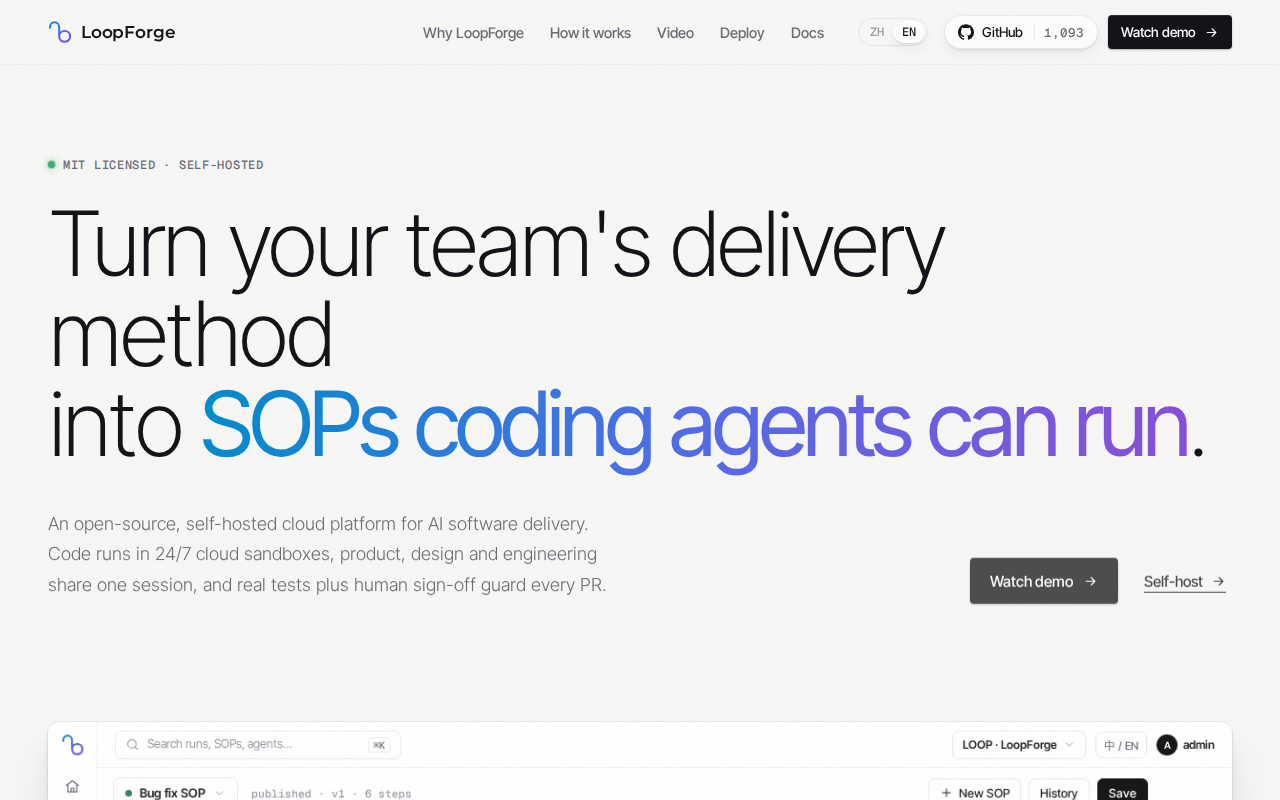 LoopForge
Why LoopForge
How it works
Video
Deploy
Docs
ZH
EN
GitHub
1,093
Watch demo →
MIT LICENSED · SELF-HOSTED
Turn your team's delivery
method
into SOPs coding agents can run.
An open-source, self-hosted cloud platform for AI software delivery.
Code runs in 24/7 cloud sandboxes, product, design and engineering
share one session, and real tests plus human sign-off guard every PR.
Watch demo →
Self-host →
Search runs, SOPs, agents...
⌘K
LOOP · LoopForge
中 / EN
A
admin
Bug fix SOP
published · v1 · 6 steps
+ New SOP
History
Save